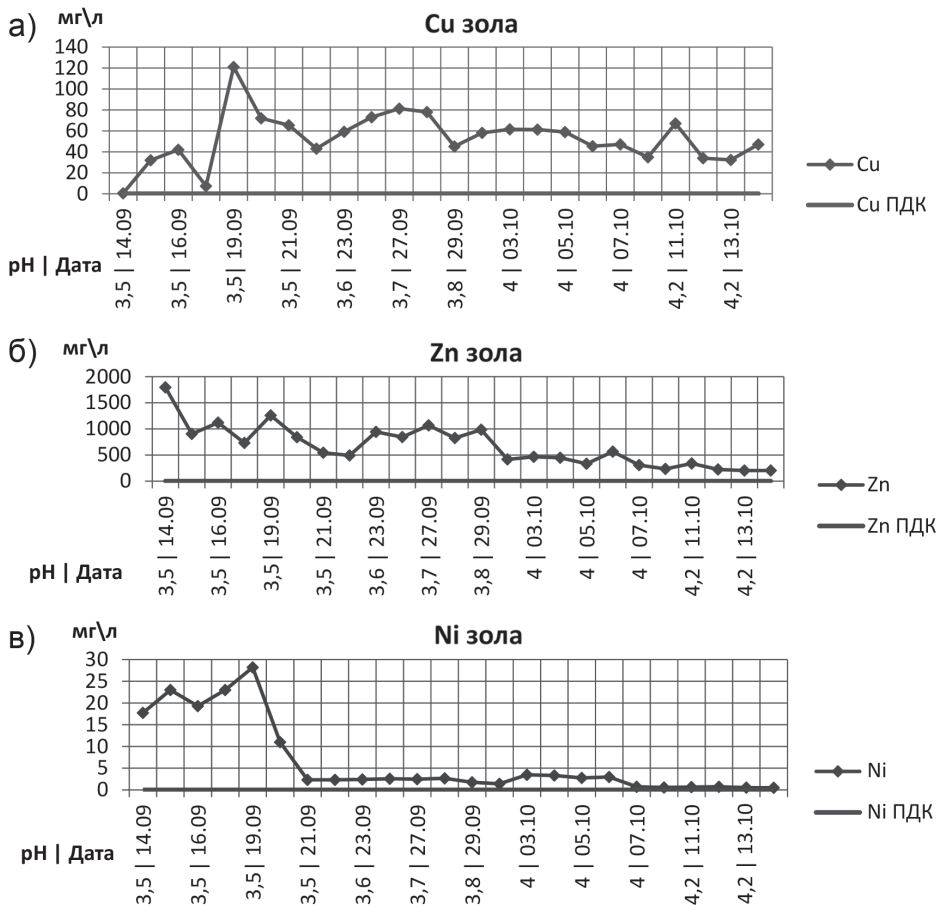 а)
мг\л
Cu зола
140
120
100
80
60
40
20
0
3,5 | 14.09
3,5 | 16.09
3,5 | 19.09
3,5 | 21.09
3,6 | 23.09
3,7 | 27.09
3,8 | 29.09
4 | 03.10
4 | 05.10
4 | 07.10
4,2 | 11.10
4,2 | 13.10
рН | Дата
Cu
Cu ПДК
б)
мг\л
Zn зола
2000
1500
1000
500
0
3,5 | 14.09
3,5 | 16.09
3,5 | 19.09
3,5 | 21.09
3,6 | 23.09
3,7 | 27.09
3,8 | 29.09
4 | 03.10
4 | 05.10
4 | 07.10
4,2 | 11.10
4,2 | 13.10
рН | Дата
Zn
Zn ПДК
в)
мг\л
Ni зола
30
25
20
15
10
5
0
3,5 | 14.09
3,5 | 16.09
3,5 | 19.09
3,5 | 21.09
3,6 | 23.09
3,7 | 27.09
3,8 | 29.09
4 | 03.10
4 | 05.10
4 | 07.10
4,2 | 11.10
4,2 | 13.10
рН | Дата
Ni
Ni ПДК